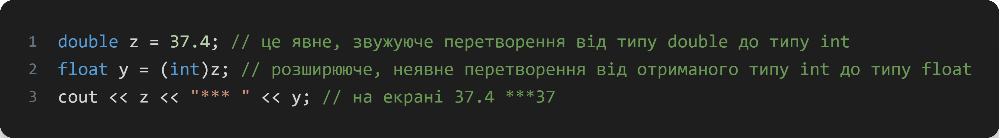 1 double z = 37.4; // це явне, звужуюче перетворення від типу double до типу int
2 float y = (int)z; // розширююче, неявне перетворення від отриманого типу int до типу float
3 cout << z << "*** " << y; // на екрані 37.4 ***37